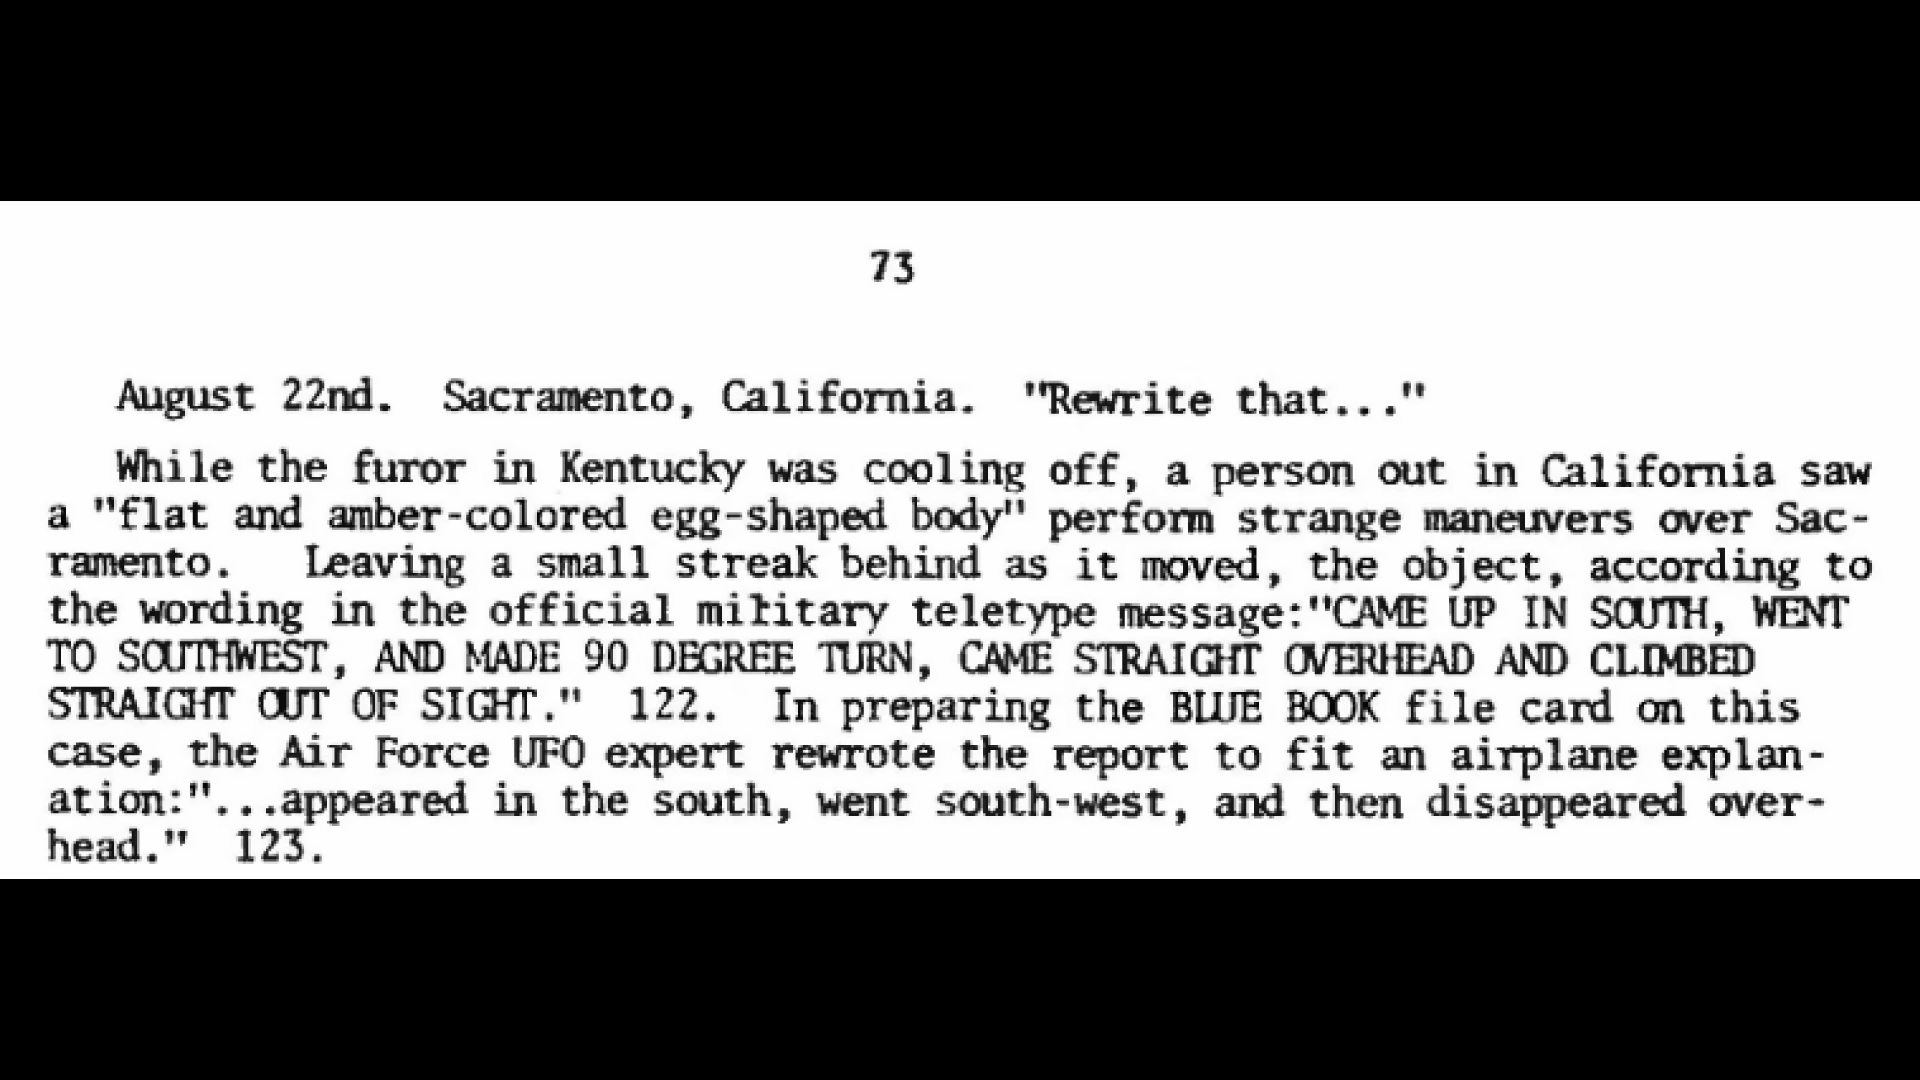 73
August 22nd. Sacramento, California. "Rewrite that..."
While the furor in Kentucky was cooling off, a person out in California saw
a "flat and amber-colored egg-shaped body" perform strange maneuvers over Sac-
ramento. Leaving a small streak behind as it moved, the object, according to
the wording in the official military teletype message:"CAME UP IN SOUTH, WENT
TO SOUTHWEST, AND MADE 90 DEGREE TURN, CAME STRAIGHT OVERHEAD AND CLIMBED
STRAIGHT OUT OF SIGHT." 122. In preparing the BLUE BOOK file card on this
case, the Air Force UFO expert rewrote the report to fit an airplane explan-
ation:"...appeared in the south, went south-west, and then disappeared over-
head." 123.